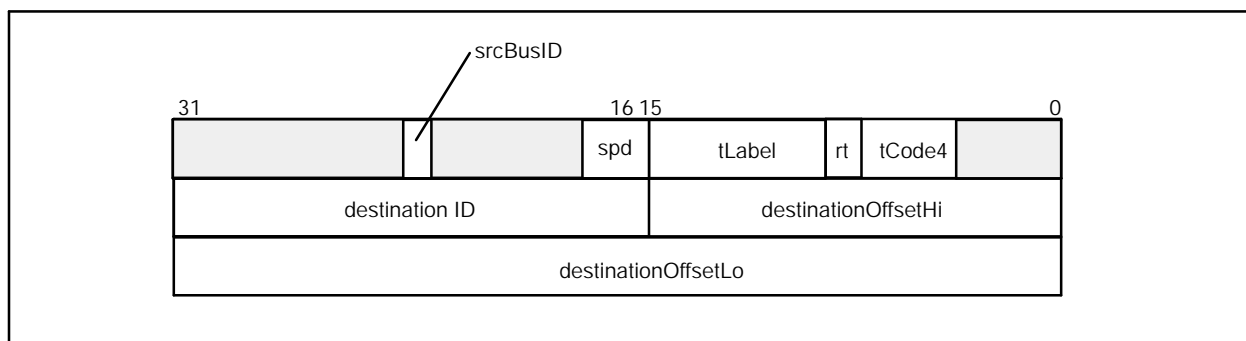 srcBusID
31 16 15 0
spd tLabel rt tCode4
destination ID destinationOffsetHi
destinationOffsetLo